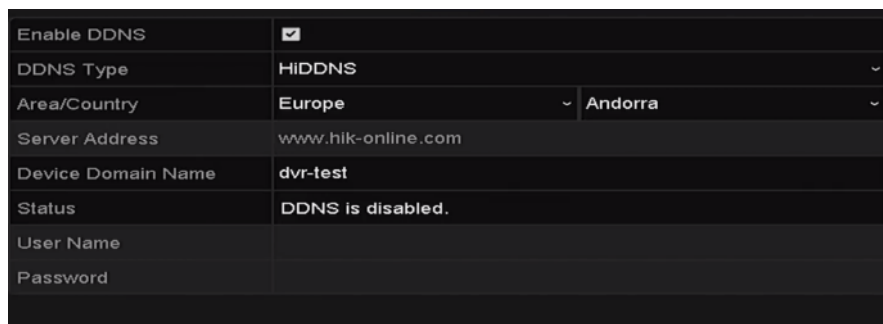 Enable DDNS
DDNS Type HiDDNS
Area/Country Europe Andorra
Server Address www.hik-online.com
Device Domain Name dvr-test
Status DDNS is disabled.
User Name
Password